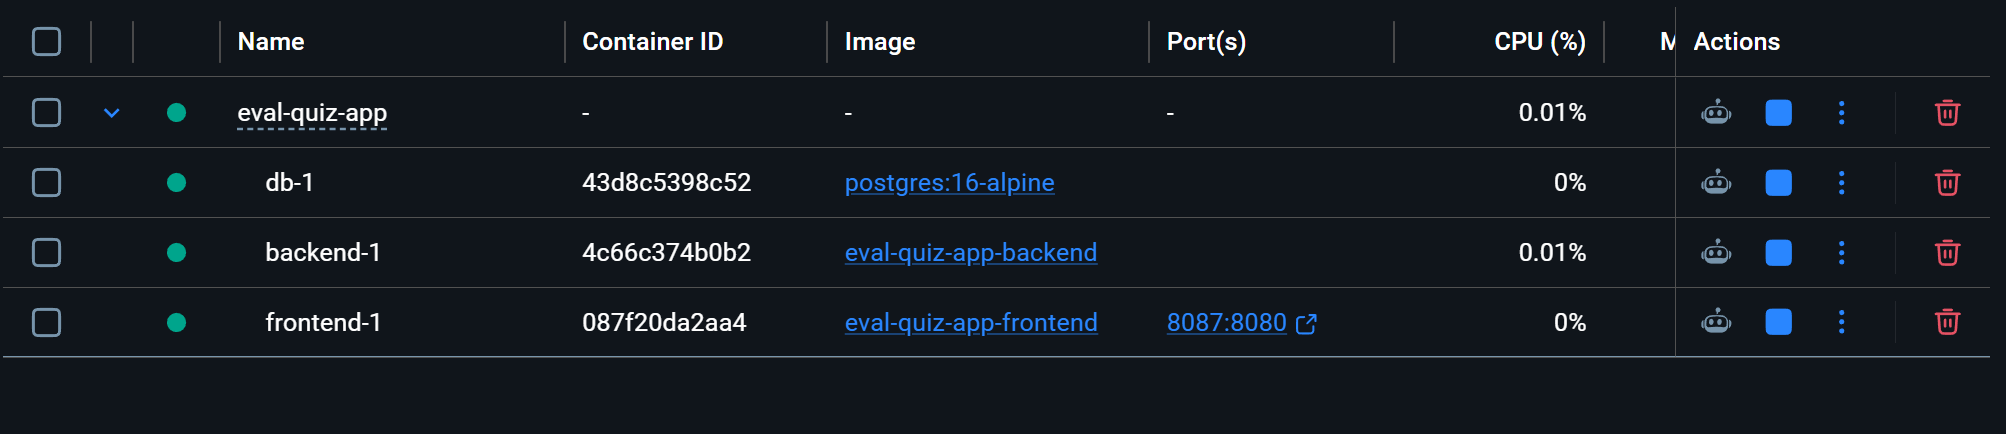 Name Container ID Image Port(s) CPU (%) M Actions
eval-quiz-app - - - 0.01%
db-1 43d8c5398c52 postgres:16-alpine 0%
backend-1 4c66c374b0b2 eval-quiz-app-backend 0.01%
frontend-1 087f20da2aa4 eval-quiz-app-frontend 8087:8080 0%